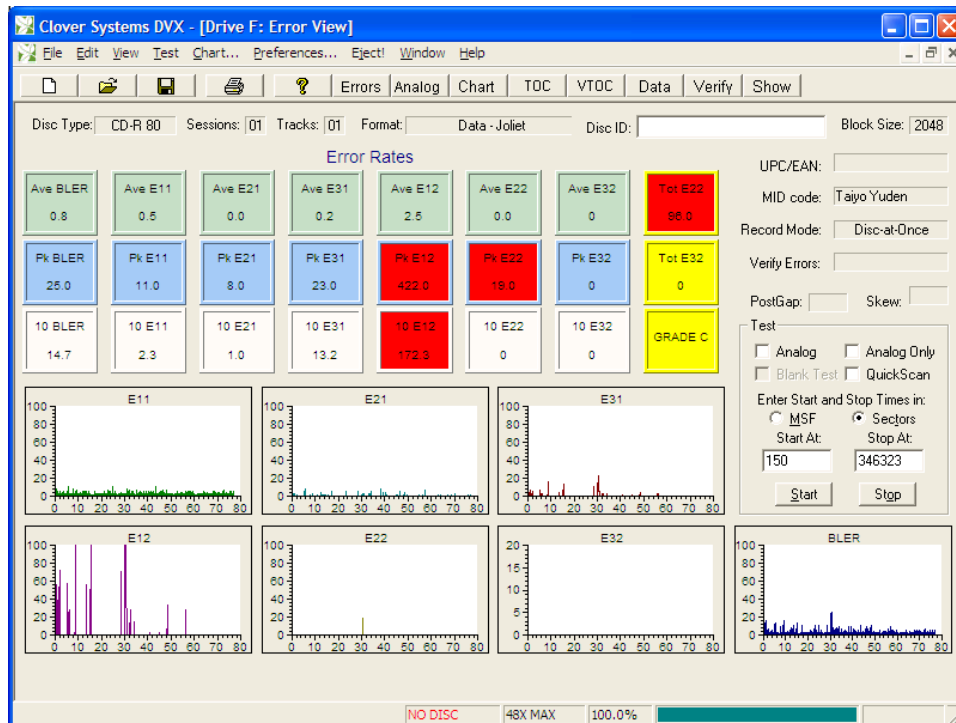 Clover Systems DVX - [Drive F: Error View]
File Edit View Test Chart... Preferences... Eject! Window Help
? Errors Analog Chart TOC VTOC Data Verify Show
Disc Type: CD-R 80 Sessions: 01 Tracks: 01 Format: Data - Joliet Disc ID: Block Size: 2048
Error Rates
Ave BLER Ave E11 Ave E21 Ave E31 Ave E12 Ave E22 Ave E32 Tot E22
0.8 0.5 0.0 0.2 2.5 0.0 0 96.0
Pk BLER Pk E11 Pk E21 Pk E31 Pk E12 Pk E22 Pk E32 Tot E32
25.0 11.0 8.0 23.0 422.0 19.0 0 0
10 BLER 10 E11 10 E21 10 E31 10 E12 10 E22 10 E32 GRADE C
14.7 2.3 1.0 13.2 172.3 0 0
UPC/EAN:
MID code: Taiyo Yuden
Record Mode: Disc-at-Once
Verify Errors:
PostGap: Skew:
Test
Analog Analog Only
Blank Test QuickScan
Enter Start and Stop Times in:
MSF Sectors
Start At: Stop At:
150 346323
Start Stop
E11
100
80
60
40
20
0
0 10 20 30 40 50 60 70 80
E21
100
80
60
40
20
0
0 10 20 30 40 50 60 70 80
E31
100
80
60
40
20
0
0 10 20 30 40 50 60 70 80
E12
100
80
60
40
20
0
0 10 20 30 40 50 60 70 80
E22
100
80
60
40
20
0
0 10 20 30 40 50 60 70 80
E32
20
15
10
5
0
0 10 20 30 40 50 60 70 80
BLER
100
80
60
40
20
0
0 10 20 30 40 50 60 70 80
NO DISC 48X MAX 100.0%